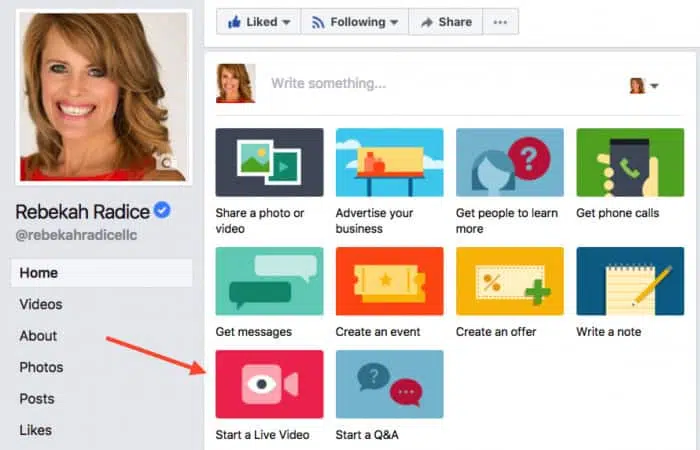 Liked
Following
Share
Write something...
Rebekah Radice
@rebekahradicellc
Home
Videos
About
Photos
Posts
Likes
Share a photo or
video
Advertise your
business
Get people to learn
more
Get phone calls
Get messages
Create an event
Create an offer
Write a note
Start a Live Video
Start a Q&A